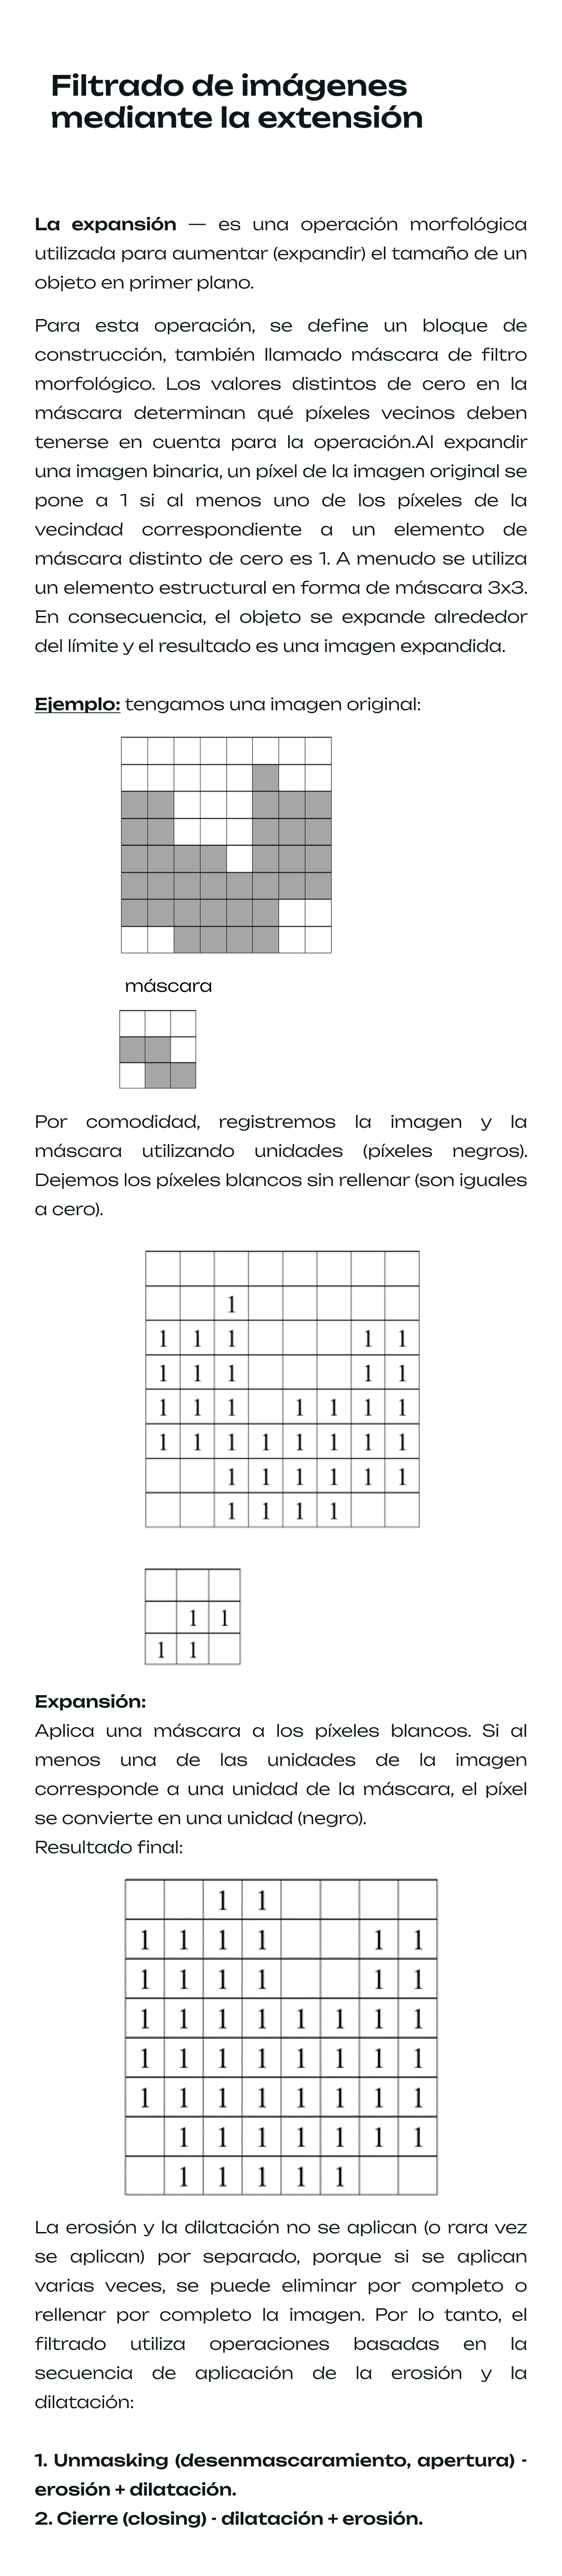 Filtrado de imágenes
mediante la extensión
La expansión — es una operación morfológica
utilizada para aumentar (expandir) el tamaño de un
objeto en primer plano.
Para esta operación, se define un bloque de
construcción, también llamado máscara de filtro
morfológico. Los valores distintos de cero en la
máscara determinan qué píxeles vecinos deben
tenerse en cuenta para la operación.Al expandir
una imagen binaria, un píxel de la imagen original se
pone a 1 si al menos uno de los píxeles de la
vecindad correspondiente a un elemento de
máscara distinto de cero es 1. A menudo se utiliza
un elemento estructural en forma de máscara 3x3.
En consecuencia, el objeto se expande alrededor
del límite y el resultado es una imagen expandida.
Ejemplo: tengamos una imagen original:
máscara
Por comodidad, registremos la imagen y la
máscara utilizando unidades (píxeles negros).
Dejemos los píxeles blancos sin rellenar (son iguales
a cero).
1
1 1 1 1 1
1 1 1 1 1
1 1 1 1 1 1 1
1 1 1 1 1 1 1 1
1 1 1 1 1 1
1 1 1 1
1 1
1 1
Expansión:
Aplica una máscara a los píxeles blancos. Si al
menos una de las unidades de la imagen
corresponde a una unidad de la máscara, el píxel
se convierte en una unidad (negro).
Resultado final:
1 1
1 1 1 1 1 1
1 1 1 1 1 1
1 1 1 1 1 1 1 1
1 1 1 1 1 1 1 1
1 1 1 1 1 1 1 1
1 1 1 1 1 1 1
1 1 1 1 1
La erosión y la dilatación no se aplican (o rara vez
se aplican) por separado, porque si se aplican
varias veces, se puede eliminar por completo o
rellenar por completo la imagen. Por lo tanto, el
filtrado utiliza operaciones basadas en la
secuencia de aplicación de la erosión y la
dilatación:
1. Unmasking (desenmascaramiento, apertura) -
erosión + dilatación.
2. Cierre (closing) - dilatación + erosión.